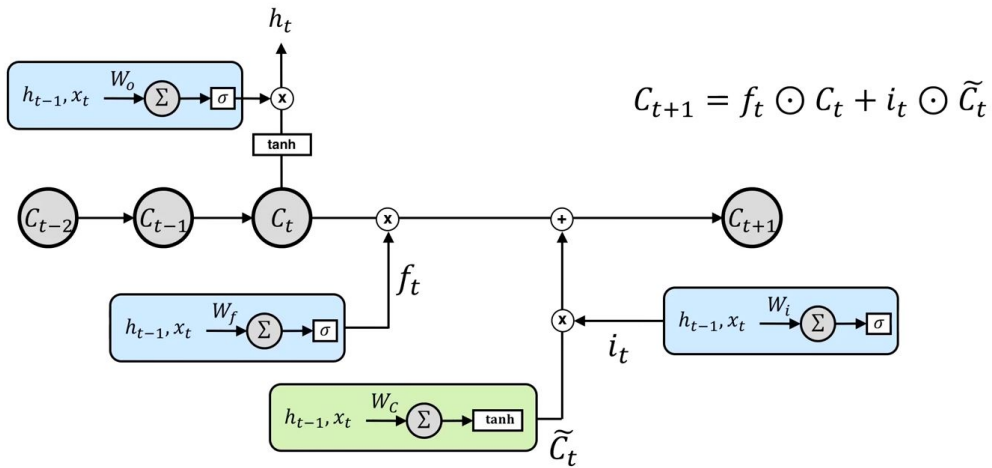 h_t
h_{t-1}, x_t W_o Σ σ x
C_{t+1} = f_t ⊙ C_t + i_t ⊙ C̃_t
tanh
C_{t-2} C_{t-1} C_t x + C_{t+1}
f_t
h_{t-1}, x_t W_f Σ σ
x
i_t
h_{t-1}, x_t W_i Σ σ
h_{t-1}, x_t W_C Σ tanh
C̃_t